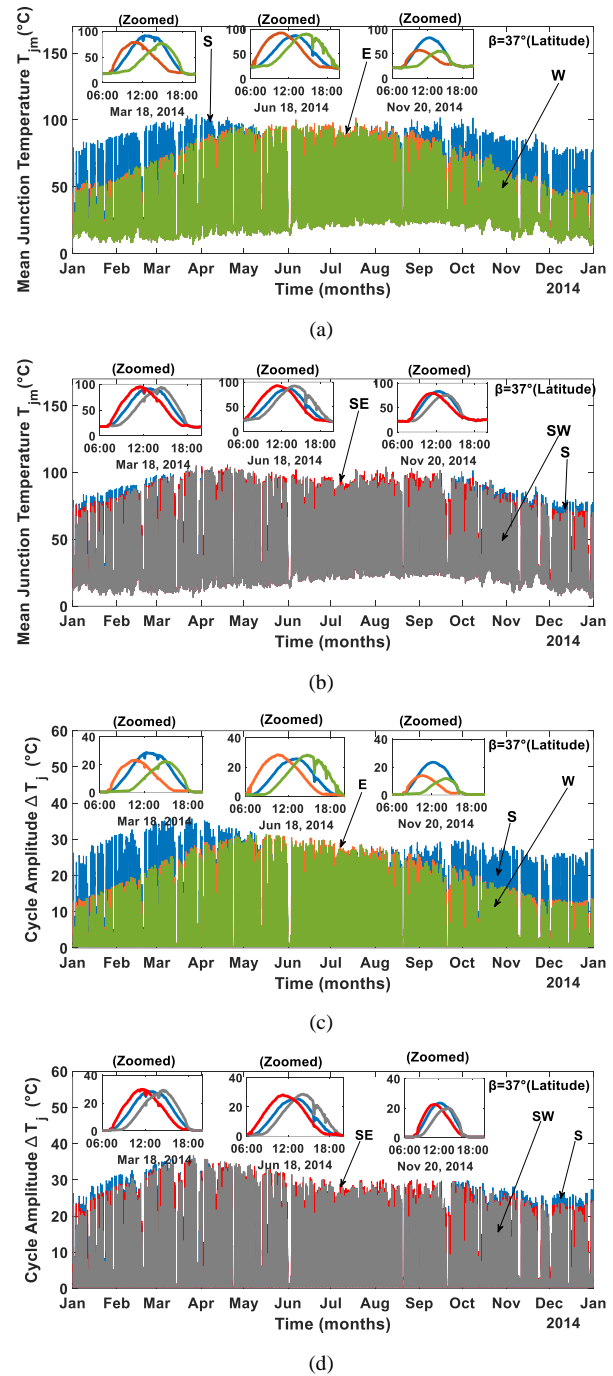 (Zoomed) (Zoomed) (Zoomed)
S
β=37°(Latitude)
E
W
100
50
0
06:00 12:00 18:00
Mar 18, 2014
100
50
0
06:00 12:00 18:00
Jun 18, 2014
100
50
0
06:00 12:00 18:00
Nov 20, 2014
Mean Junction Temperature T_jm(°C)
150
100
50
0
Jan Feb Mar Apr May Jun Jul Aug Sep Oct Nov Dec Jan
Time (months) 2014
(a)
(Zoomed) (Zoomed) (Zoomed)
β=37°(Latitude)
SE
SW
S
100
50
0
06:00 12:00 18:00
Mar 18, 2014
100
50
0
06:00 12:00 18:00
Jun 18, 2014
100
50
0
06:00 12:00 18:00
Nov 20, 2014
Mean Junction Temperature T_jm(°C)
150
100
50
0
Jan Feb Mar Apr May Jun Jul Aug Sep Oct Nov Dec Jan
Time (months) 2014
(b)
(Zoomed) (Zoomed) (Zoomed)
β=37°(Latitude)
E
W
S
40
20
0
06:00 12:00 18:00
Mar 18, 2014
40
20
0
06:00 12:00 18:00
Jun 18, 2014
40
20
0
06:00 12:00 18:00
Nov 20, 2014
Cycle Amplitude Δ T_j (°C)
60
50
40
30
20
10
0
Jan Feb Mar Apr May Jun Jul Aug Sep Oct Nov Dec Jan
Time (months) 2014
(c)
(Zoomed) (Zoomed) (Zoomed)
β=37°(Latitude)
SE
SW
S
40
20
0
06:00 12:00 18:00
Mar 18, 2014
40
20
0
06:00 12:00 18:00
Jun 18, 2014
40
20
0
06:00 12:00 18:00
Nov 20, 2014
Cycle Amplitude Δ T_j (°C)
60
50
40
30
20
10
0
Jan Feb Mar Apr May Jun Jul Aug Sep Oct Nov Dec Jan
Time (months) 2014
(d)